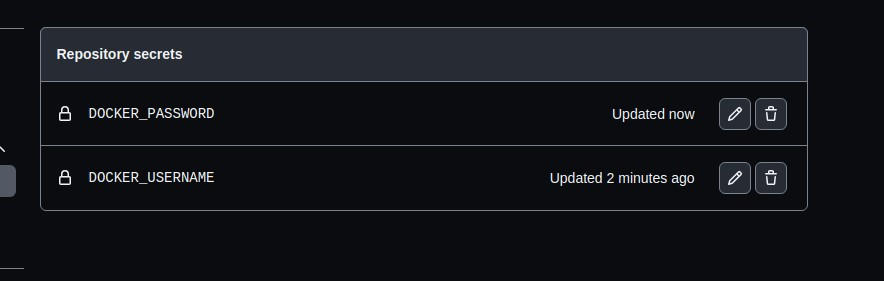 Repository secrets
DOCKER_PASSWORD Updated now
DOCKER_USERNAME Updated 2 minutes ago